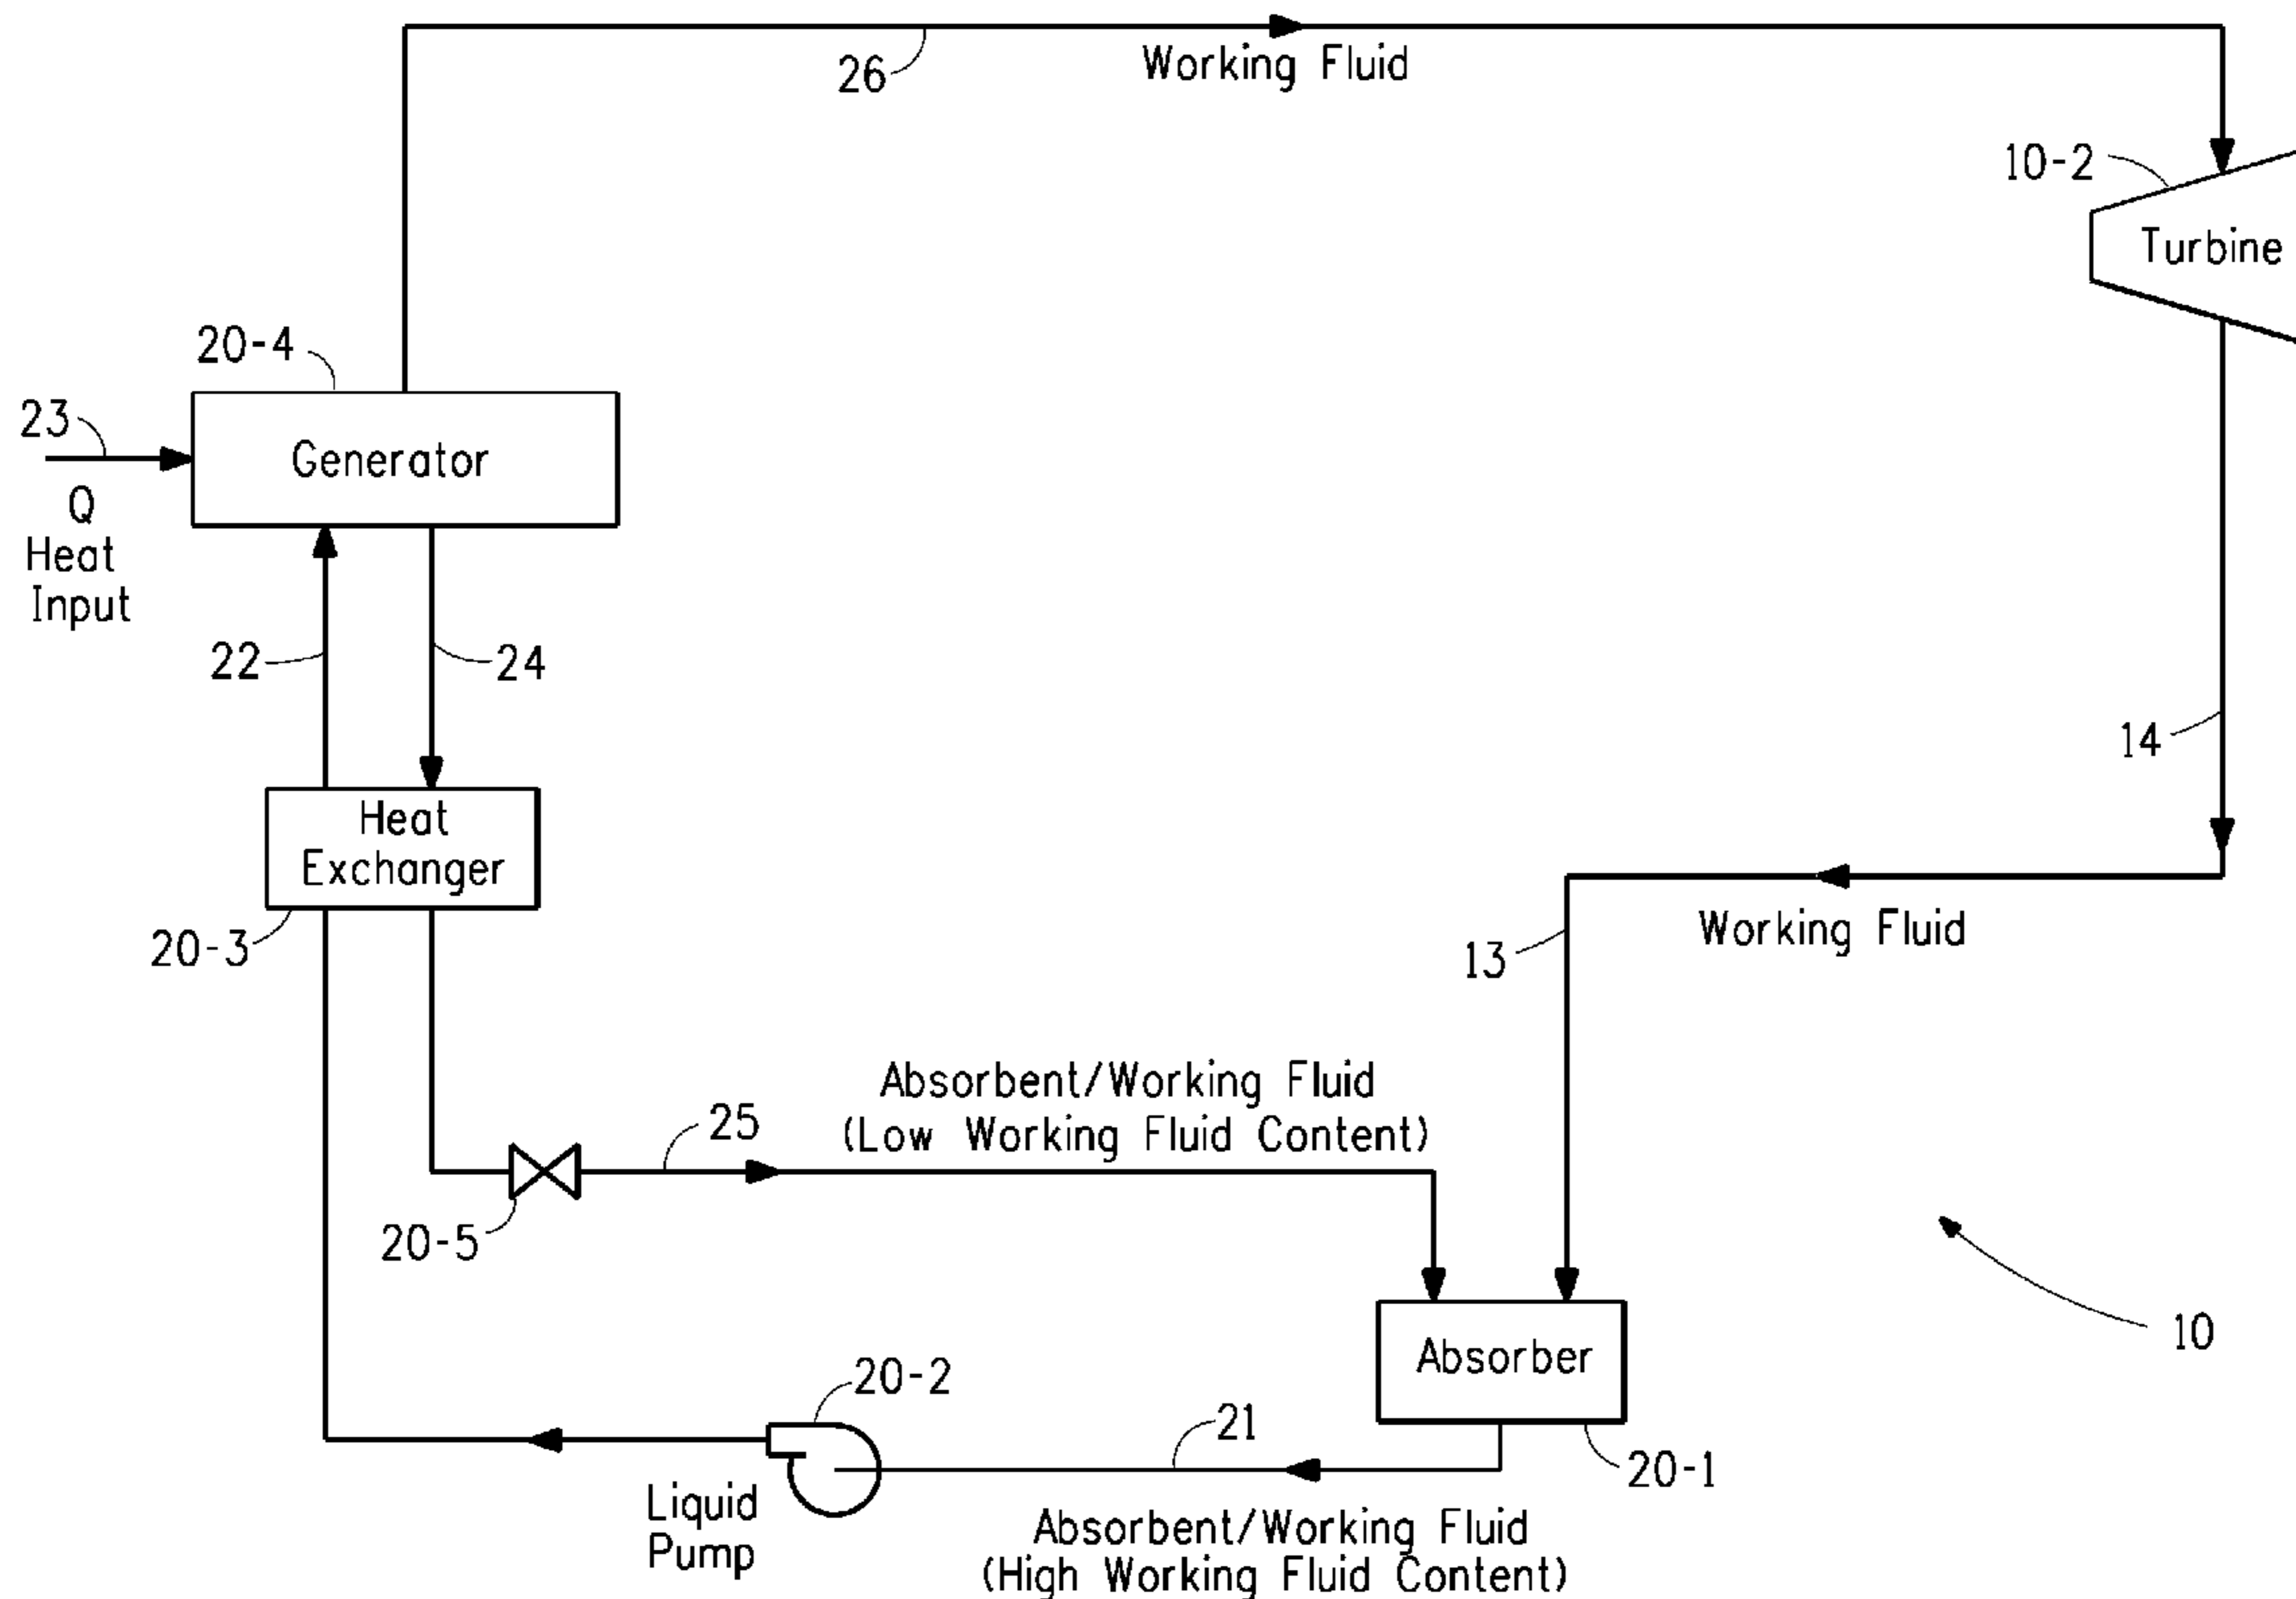 26
Working Fluid
10-2
Turbine
20-4
23
Generator
Q
Heat
Input
22
24
14
Heat
Exchanger
20-3
13
Working Fluid
Absorbent/Working Fluid
(Low Working Fluid Content)
25
20-5
10
Absorber
20-2
21
20-1
Liquid
Pump
Absorbent/Working Fluid
(High Working Fluid Content)